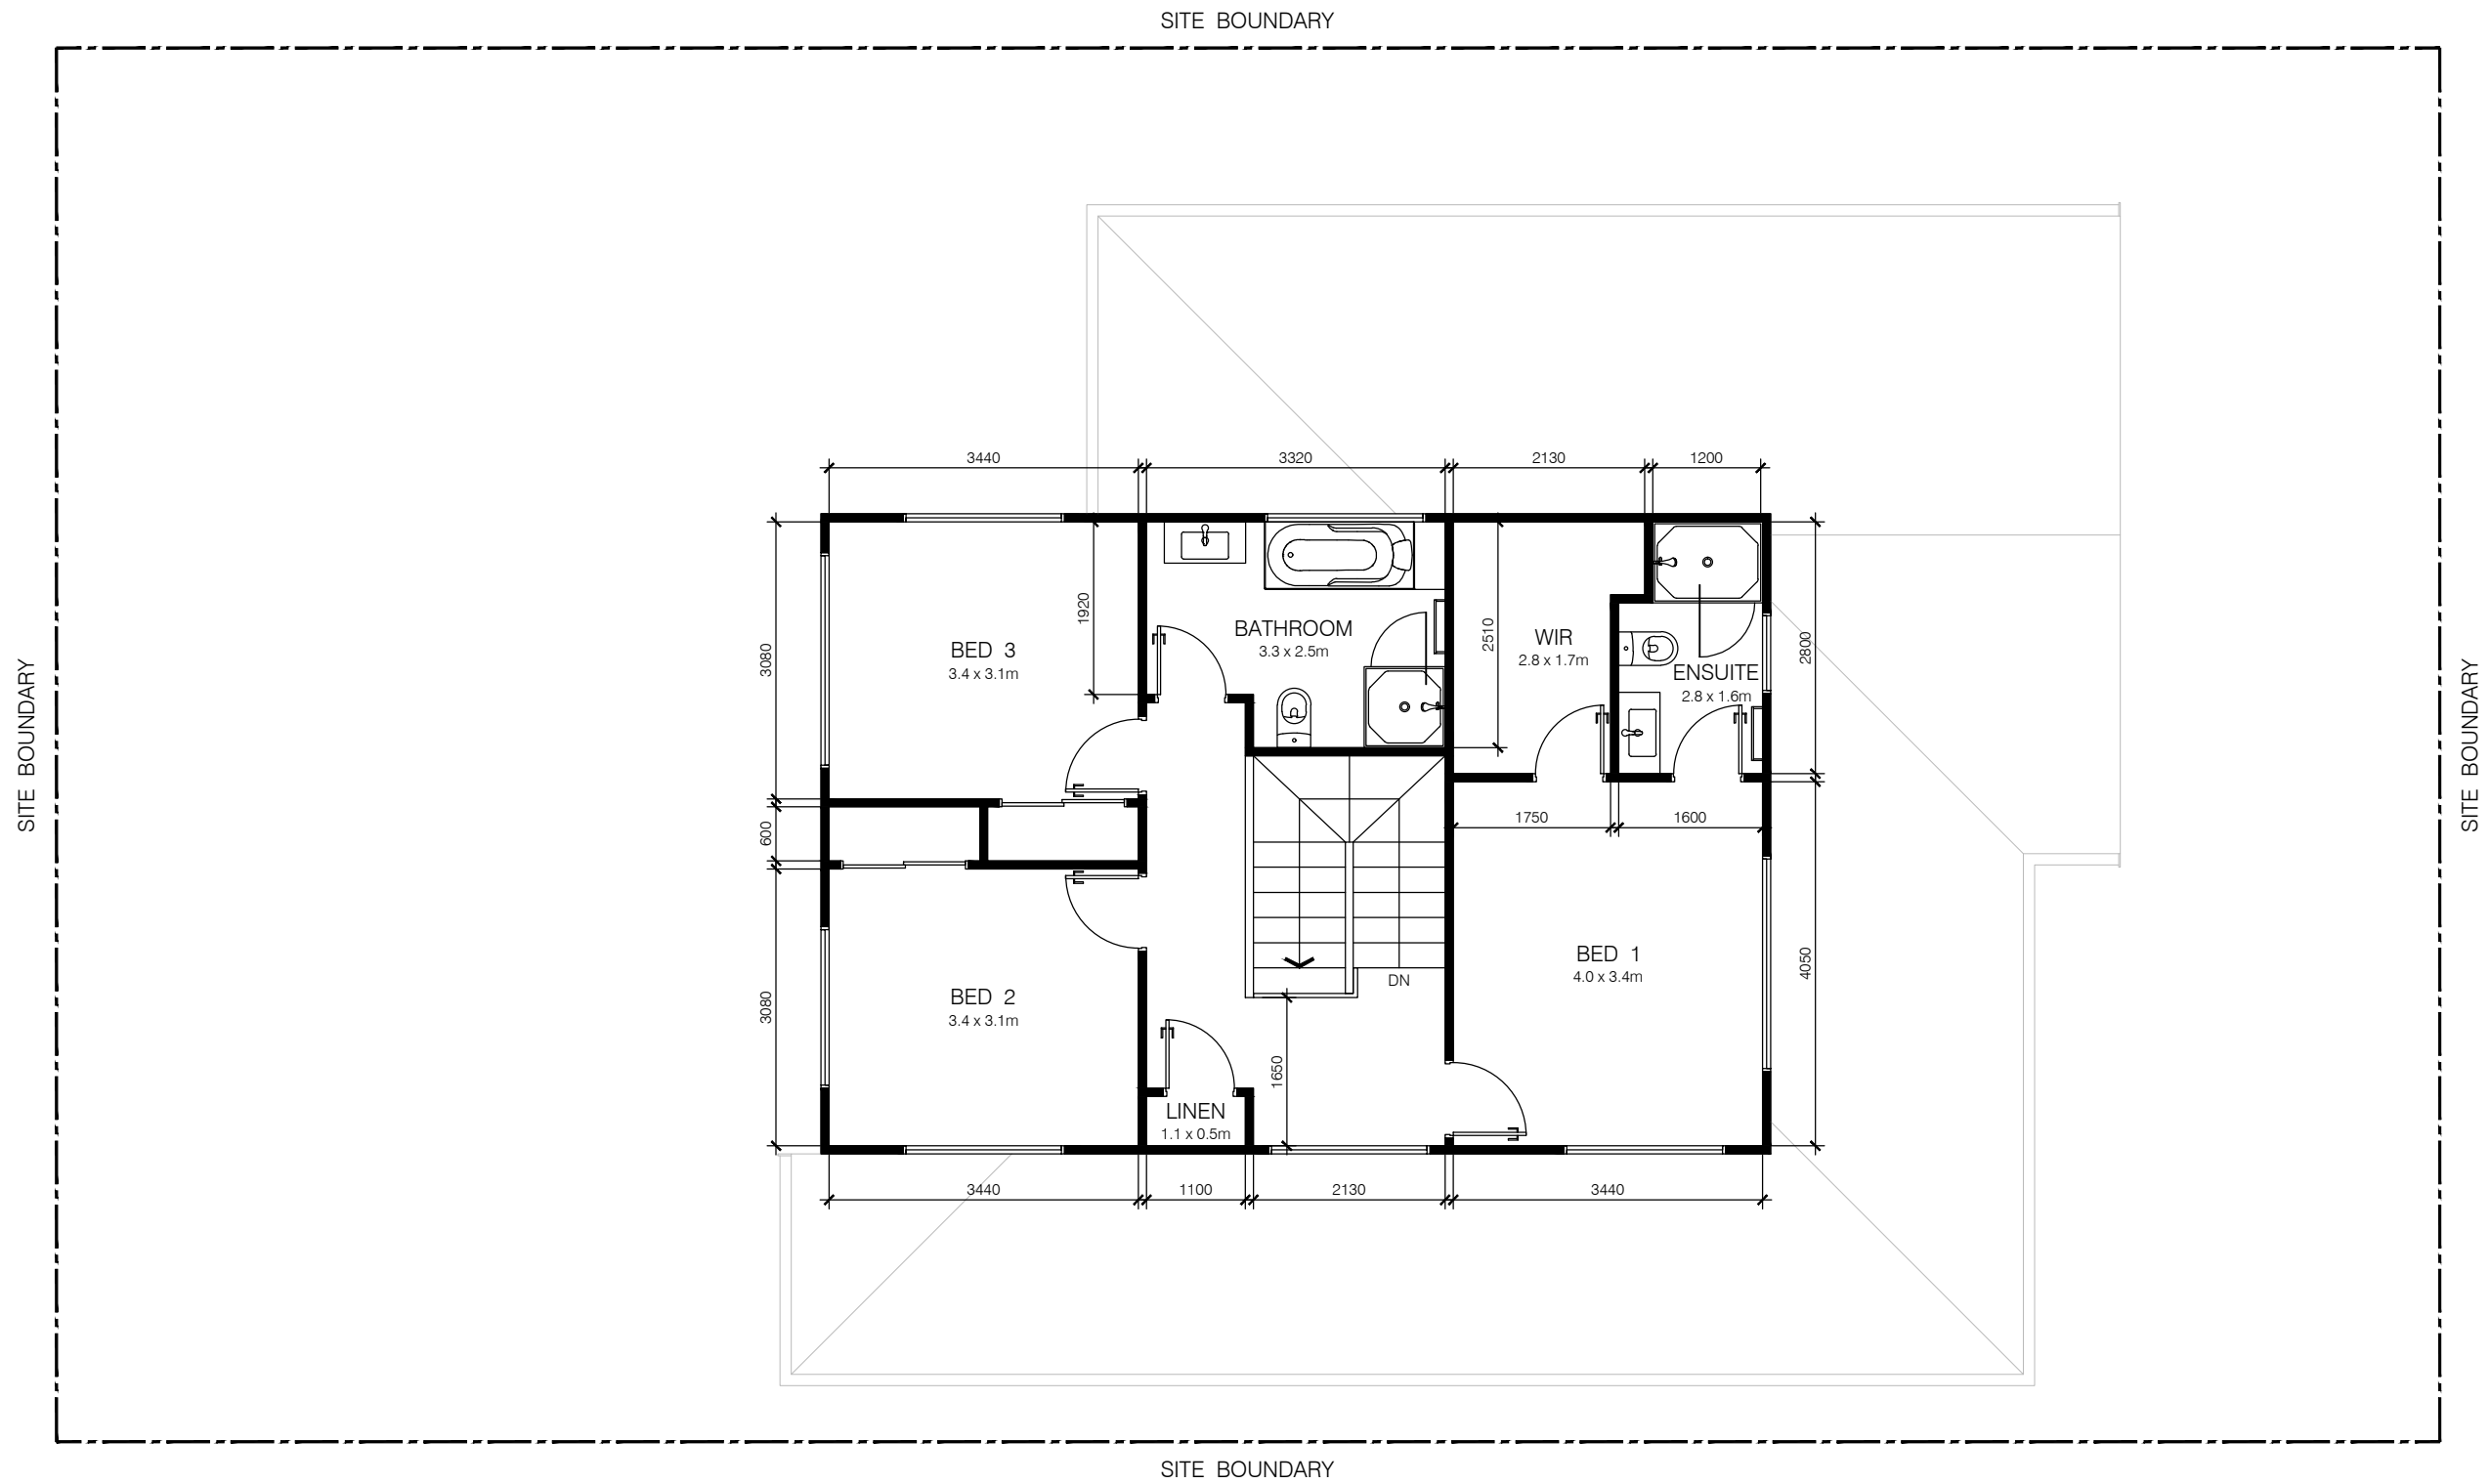 SITE BOUNDARY
3440
3320
2130
1200
1920
BATHROOM
3.3 x 2.5m
2510
WIR
2.8 x 1.7m
2800
BED 3
3.4 x 3.1m
3080
ENSUITE
2.8 x 1.6m
SITE BOUNDARY
SITE BOUNDARY
600
1750
1600
BED 1
4.0 x 3.4m
4050
DN
BED 2
3.4 x 3.1m
3080
1650
LINEN
1.1 x 0.5m
3440
1100
2130
3440
SITE BOUNDARY